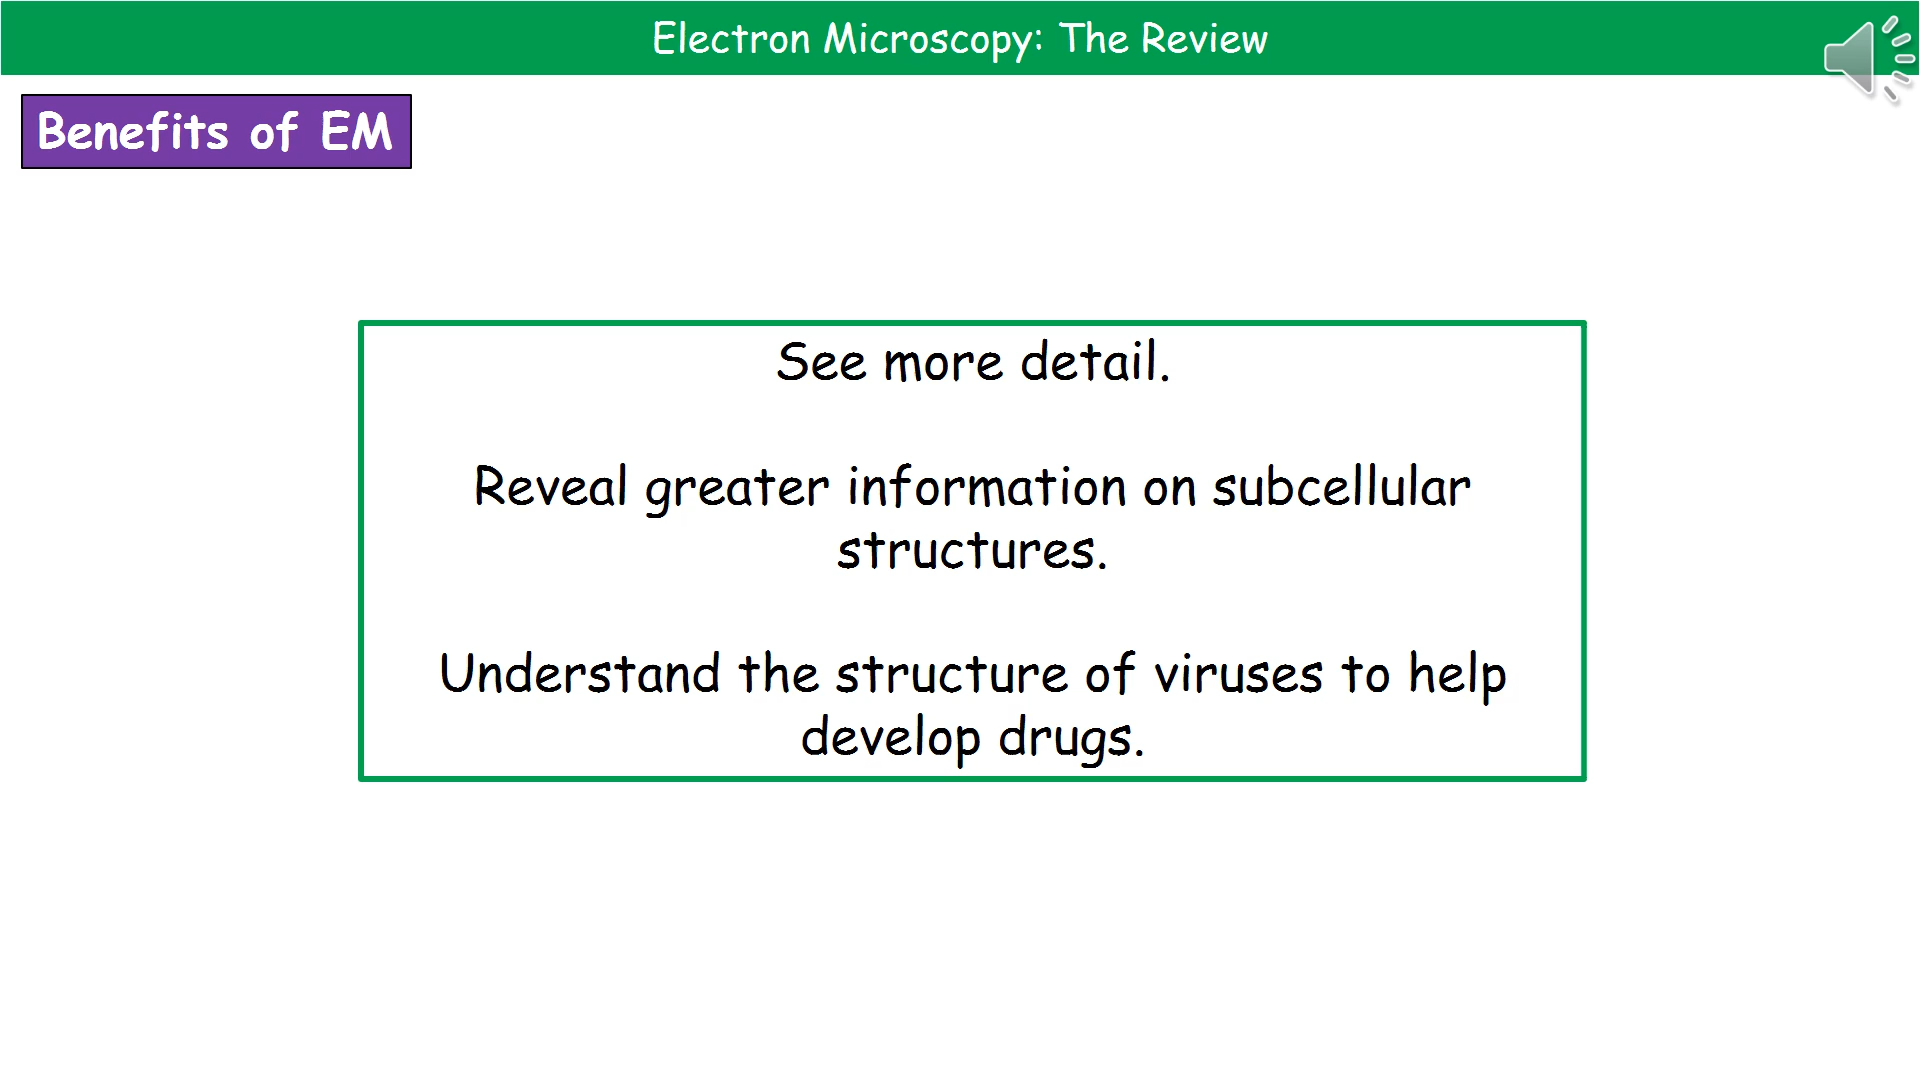 Electron Microscopy: The Review
Benefits of EM
See more detail.
Reveal greater information on subcellular
structures.
Understand the structure of viruses to help
develop drugs.